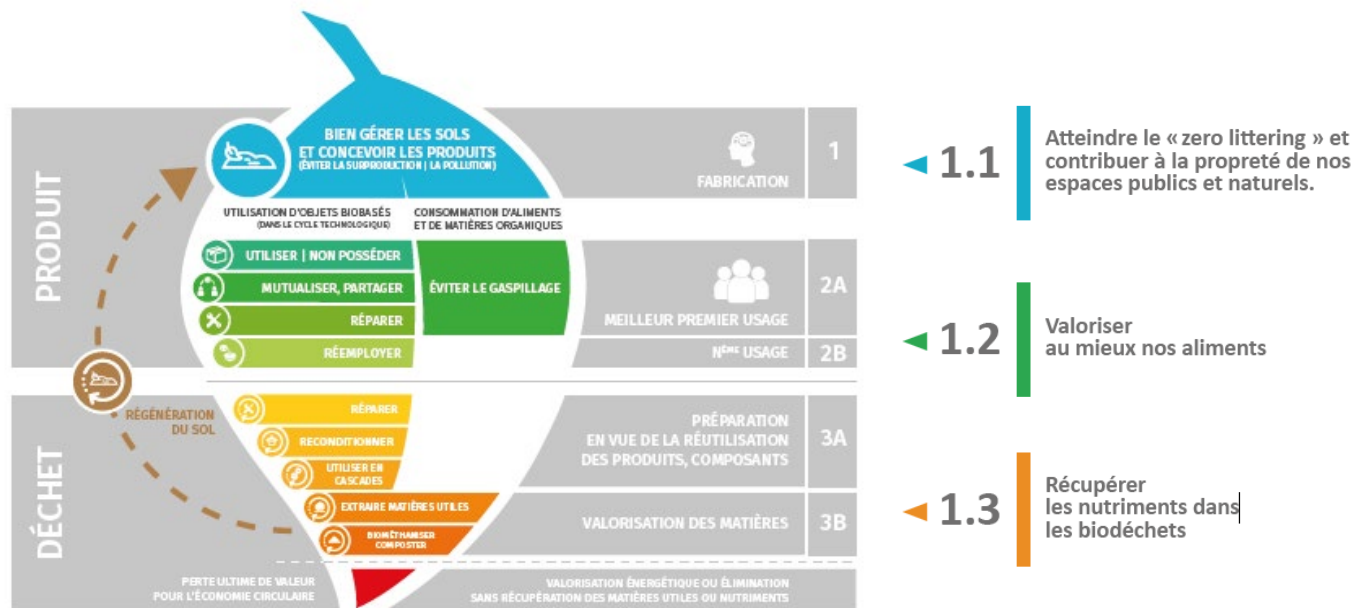 PRODUIT
BIEN GÉRER LES SOLS
ET CONCEVOIR LES PRODUITS
(ÉVITER LA SURPRODUCTION | LA POLLUTION)
FABRICATION
1
UTILISATION D'OBJETS BIOBASÉS
(DANS LE CYCLE TECHNOLOGIQUE)
CONSOMMATION D'ALIMENTS
ET DE MATIÈRES ORGANIQUES
UTILISER | NON POSSÉDER
MUTUALISER, PARTAGER
RÉPARER
RÉEMPLOYER
ÉVITER LE GASPILLAGE
MEILLEUR PREMIER USAGE
2A
NÈME USAGE
2B
RÉGÉNÉRATION
DU SOL
DÉCHET
RÉPARER
RECONDITIONNER
UTILISER EN
CASCADES
PRÉPARATION
EN VUE DE LA RÉUTILISATION
DES PRODUITS, COMPOSANTS
3A
EXTRAIRE MATIÈRES UTILES
BIOMÉTHANISER
COMPOSTER
VALORISATION DES MATIÈRES
3B
PERTE ULTIME DE VALEUR
POUR L'ÉCONOMIE CIRCULAIRE
VALORISATION ÉNERGÉTIQUE OU ÉLIMINATION
SANS RÉCUPÉRATION DES MATIÈRES UTILES OU NUTRIMENTS
1.1
Atteindre le « zero littering » et
contribuer à la propreté de nos
espaces publics et naturels.
1.2
Valoriser
au mieux nos aliments
1.3
Récupérer
les nutriments dans
les biodéchets